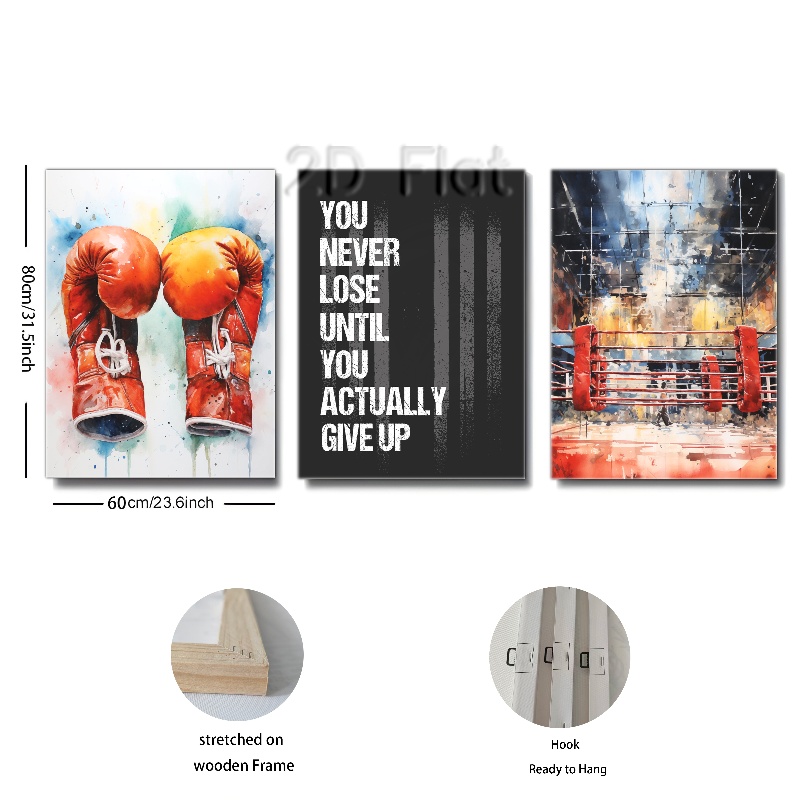 2D Flat
YOU
NEVER
LOSE
UNTIL
YOU
ACTUALLY
GIVE UP
80cm/31.5inch
60cm/23.6inch
stretched on
wooden Frame
Hook
Ready to Hang